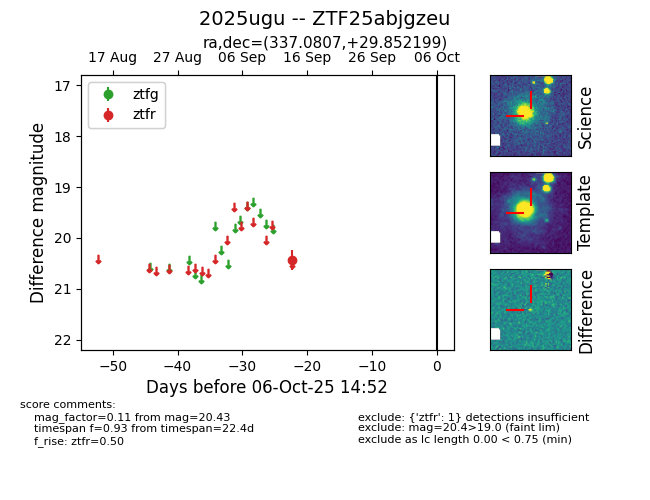 2025ugu -- ZTF25abjgzeu
ra,dec=(337.0807,+29.852199)
17 Aug 27 Aug 06 Sep 16 Sep 26 Sep 06 Oct
ztfg
ztfr
17
18
19
20
21
22
Difference magnitude
−50 −40 −30 −20 −10 0
Days before 06-Oct-25 14:52
Science
Template
Difference
score comments:
mag_factor=0.11 from mag=20.43
timespan f=0.93 from timespan=22.4d
f_rise: ztfr=0.50
exclude: {'ztfr': 1} detections insufficient
exclude: mag=20.4>19.0 (faint lim)
exclude as lc length 0.00 < 0.75 (min)